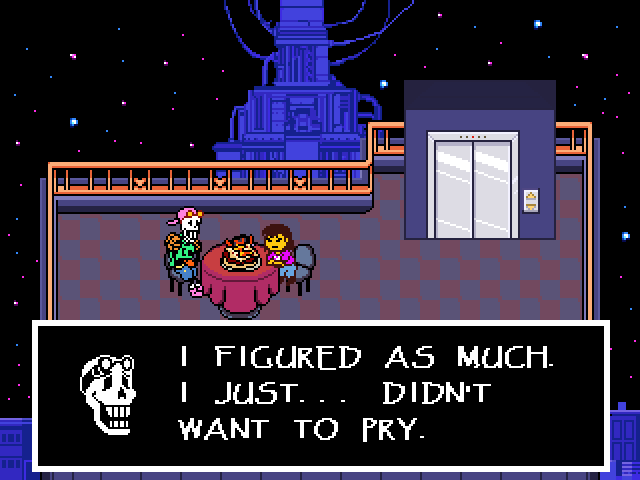 I FIGURED AS MUCH.
I JUST... DIDN'T
WANT TO PRY.